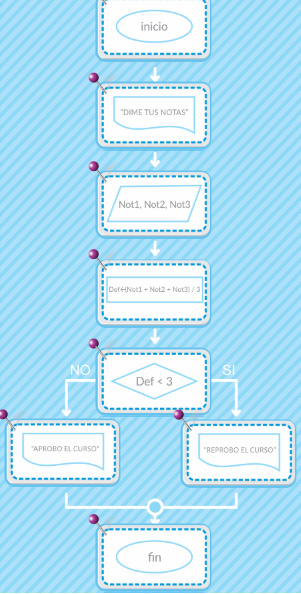 inicio
"DIME TUS NOTAS"
Not1, Not2, Not3
Def←(Not1 + Not2 + Not3) / 3
Def < 3
NO
SI
"APROBO EL CURSO"
"REPROBO EL CURSO"
fin